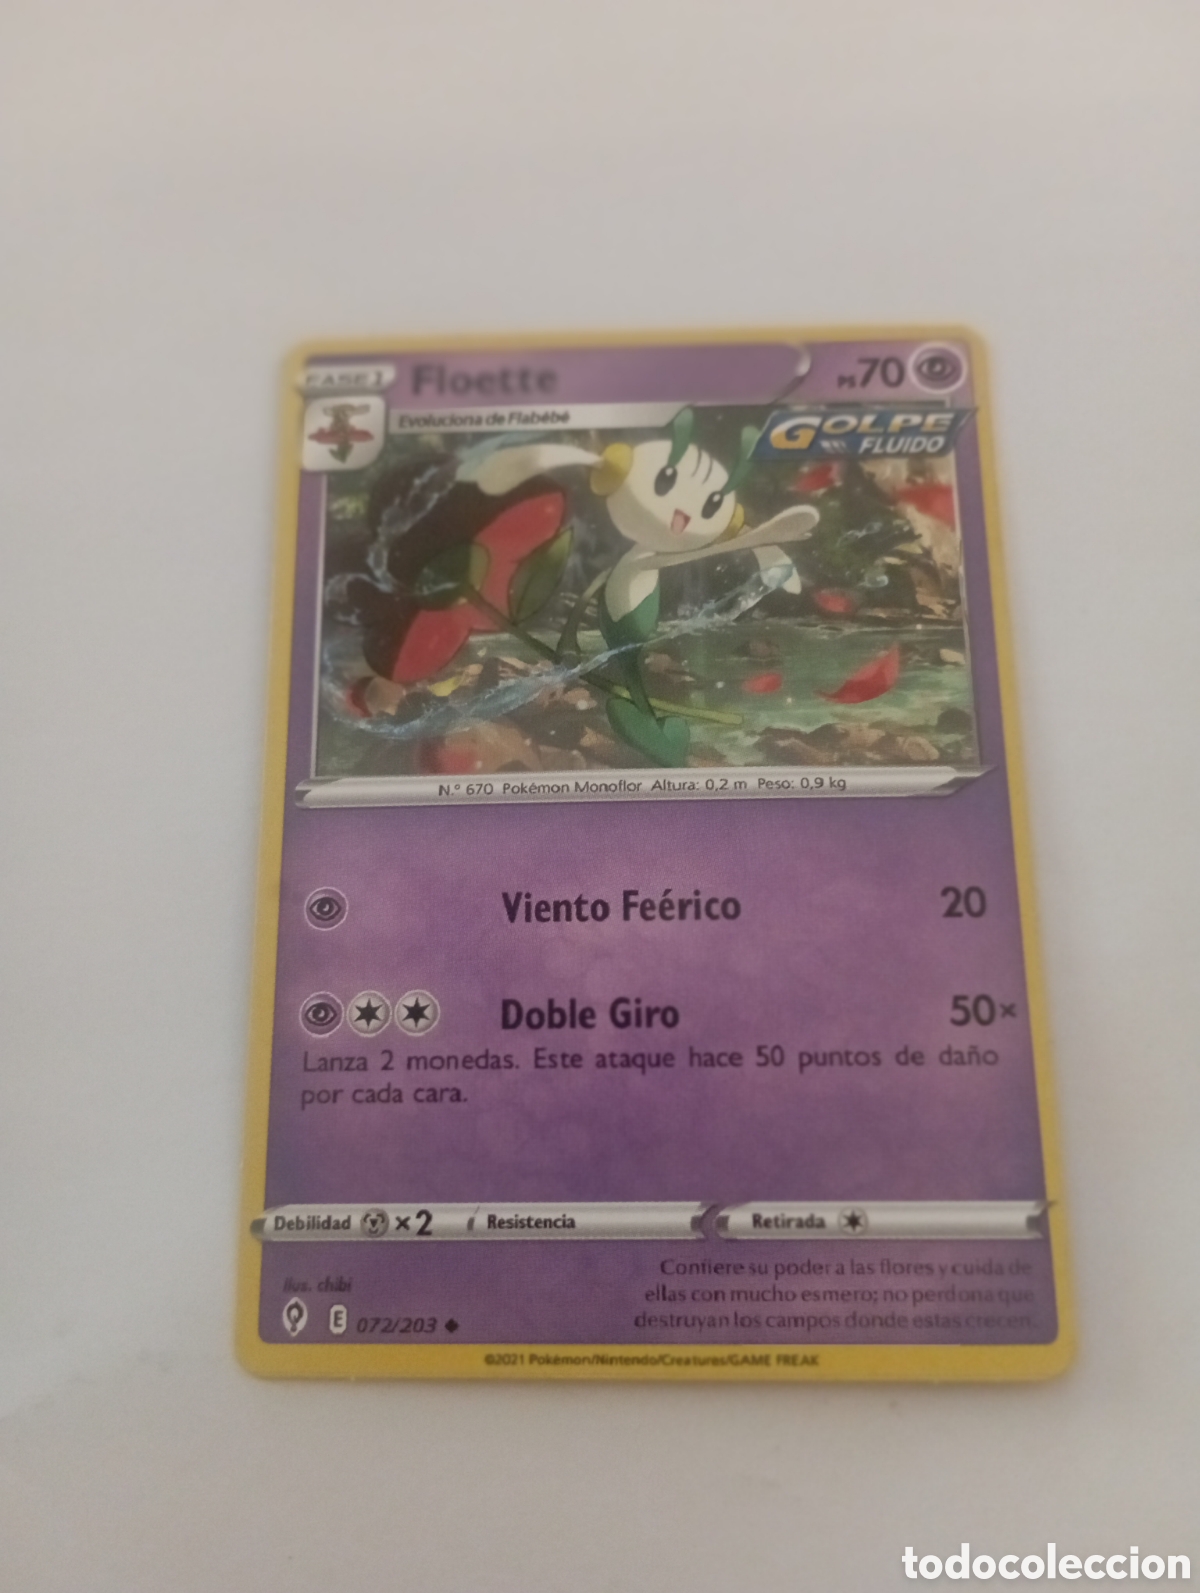 FASE 1 Floette PS70
Evoluciona de Flabébé
GOLPE
FLUIDO
N.º 670 Pokémon Monoflor Altura: 0,2 m Peso: 0,9 kg
Viento Feérico 20
Doble Giro 50×
Lanza 2 monedas. Este ataque hace 50 puntos de daño
por cada cara.
Debilidad ×2 Resistencia Retirada
Ilus. chibi
E 072/203
Confiere su poder a las flores y cuida de
ellas con mucho esmero; no perdona que
destruyan los campos donde estas crecen.
©2021 Pokémon/Nintendo/Creatures/GAME FREAK
todocoleccion